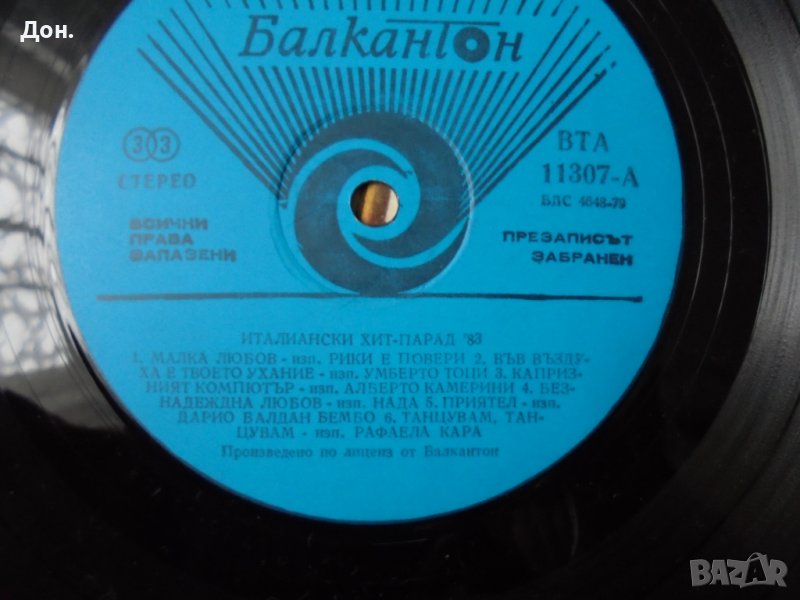 Дон.
БалканТон
33
СТЕРЕО
ВТА
11307-А
БДС 4648-79
ВСИЧКИ
ПРАВА
ЗАПАЗЕНИ
ПРЕЗАПИСЪТ
ЗАБРАНЕН
ИТАЛИАНСКИ ХИТ-ПАРАД '83
1. МАЛКА ЛЮБОВ - изп. РИКИ Е ПОВЕРИ 2. ВЪВ ВЪЗДУ-
ХА Е ТВОЕТО УХАНИЕ - изп. УМБЕРТО ТОЦИ 3. КАПРИЗ-
НИЯТ КОМПЮТЪР - изп. АЛБЕРТО КАМЕРИНИ 4. БЕЗ-
НАДЕЖДНА ЛЮБОВ - изп. НАДА 5. ПРИЯТЕЛ - изп.
ДАРИО БАЛДАН БЕМБО 6. ТАНЦУВАМ, ТАН-
ЦУВАМ - изп. РАФАЕЛА КАРА
Произведено по лиценз от Балкантон
BAZAR